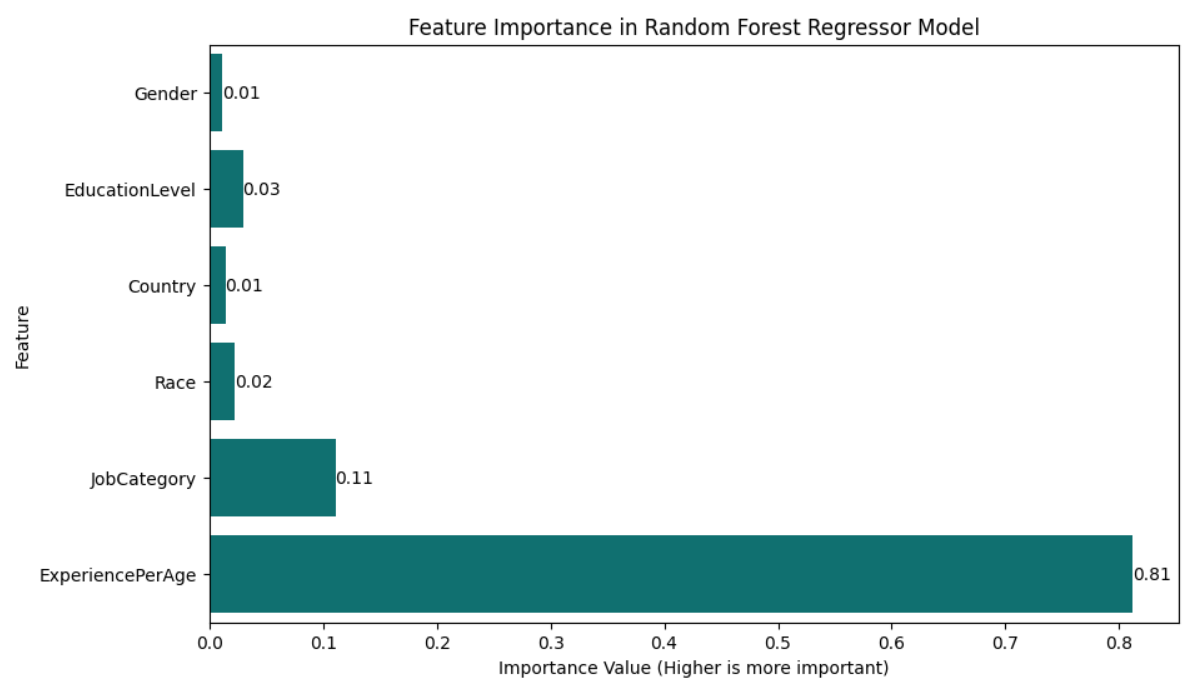 Feature Importance in Random Forest Regressor Model
Gender
0.01
EducationLevel
0.03
Country
0.01
Feature
Race
0.02
JobCategory
0.11
ExperiencePerAge
0.81
0.0 0.1 0.2 0.3 0.4 0.5 0.6 0.7 0.8
Importance Value (Higher is more important)